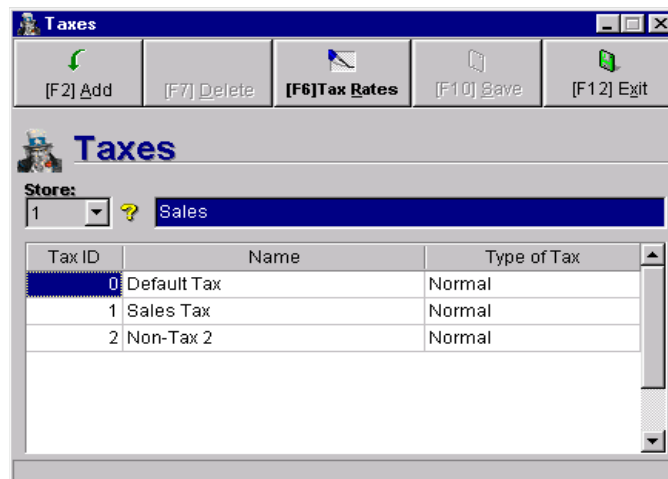 Taxes
[F2] Add [F7] Delete [F6]Tax Rates [F10] Save [F12] Exit
Taxes
Store:
1 Sales
Tax ID Name Type of Tax
0 Default Tax Normal
1 Sales Tax Normal
2 Non-Tax 2 Normal